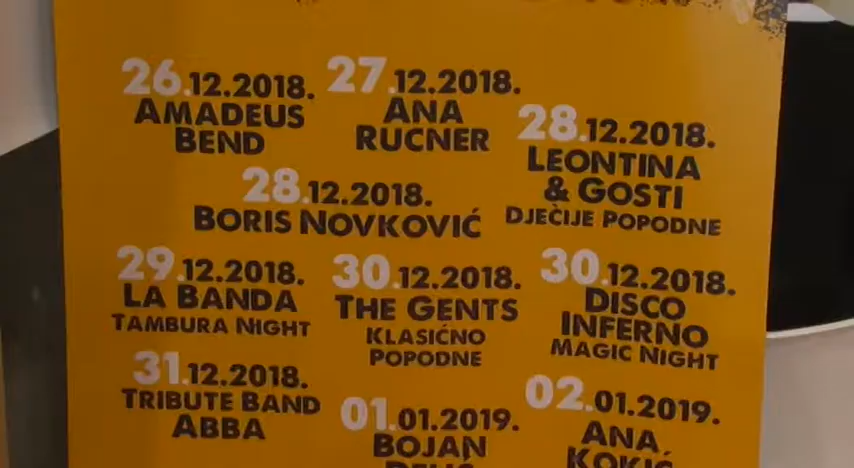 26.12.2018.
AMADEUS
BEND
27.12.2018.
ANA
RUCNER
28.12.2018.
LEONTINA
& GOSTI
DJEČIJE POPODNE
28.12.2018.
BORIS NOVKOVIĆ
29.12.2018.
LA BANDA
TAMBURA NIGHT
30.12.2018.
THE GENTS
KLASIĆNO
POPODNE
30.12.2018.
DISCO
INFERNO
MAGIC NIGHT
31.12.2018.
TRIBUTE BAND
ABBA
01.01.2019.
BOJAN
02.01.2019.
ANA
KOKIĆ